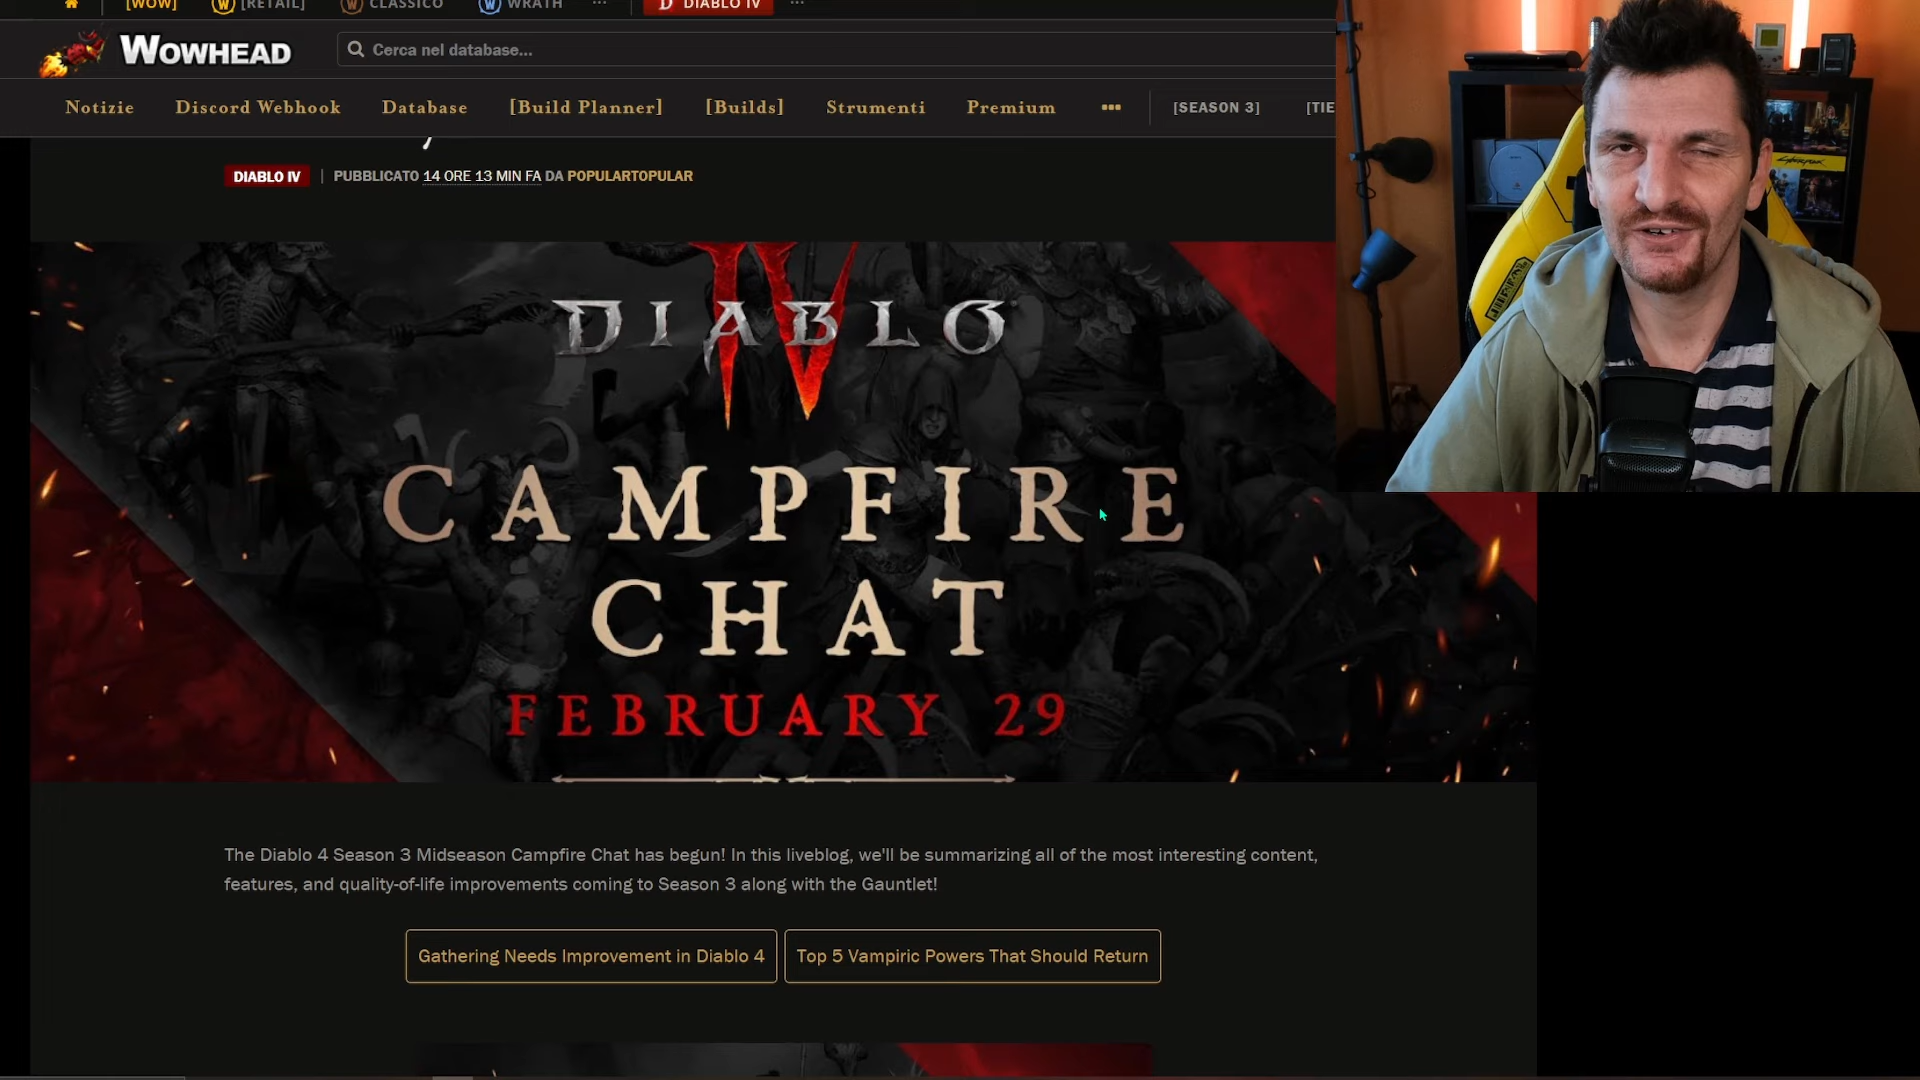 [WOW] [RETAIL] CLASSICO WRATH ... DIABLO IV ...
WOWHEAD Cerca nel database...
Notizie Discord Webhook Database [Build Planner] [Builds] Strumenti Premium ••• [SEASON 3] [TIE
DIABLO IV | PUBBLICATO 14 ORE 13 MIN FA DA POPULARTOPULAR
DIABLO
IV
CAMPFIRE
CHAT
FEBRUARY 29
The Diablo 4 Season 3 Midseason Campfire Chat has begun! In this liveblog, we'll be summarizing all of the most interesting content,
features, and quality-of-life improvements coming to Season 3 along with the Gauntlet!
Gathering Needs Improvement in Diablo 4
Top 5 Vampiric Powers That Should Return